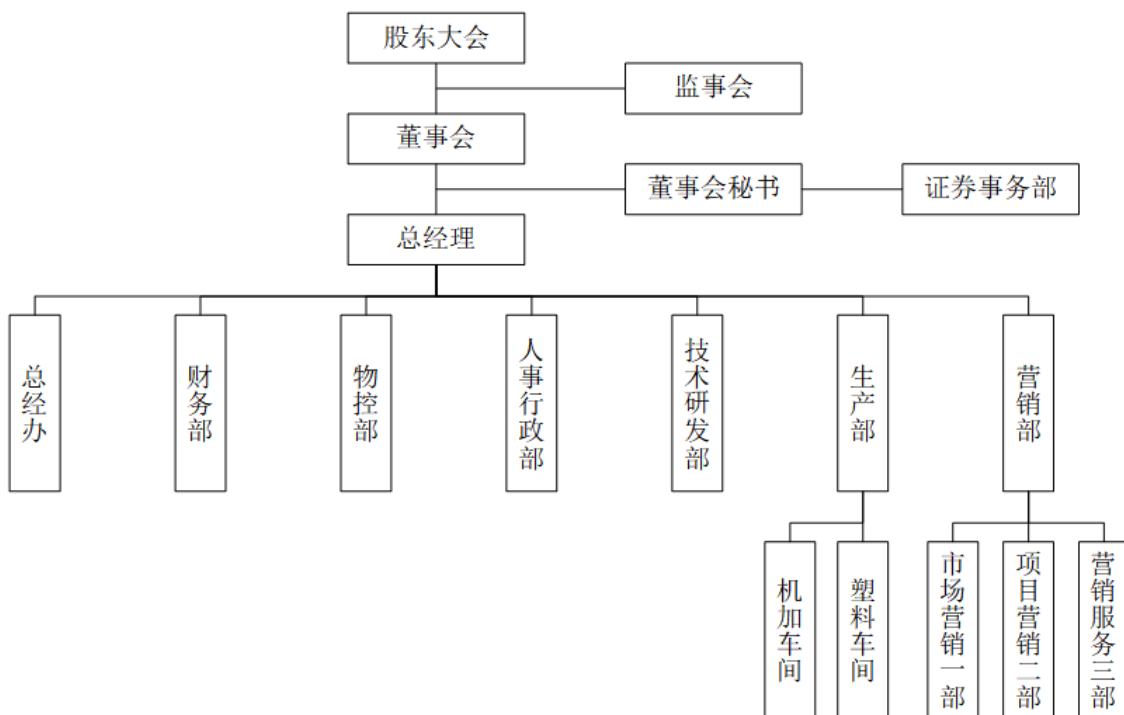 股东大会
监事会
董事会
董事会秘书
证券事务部
总经理
总经办
财务部
物控部
人事行政部
技术研发部
生产部
营销部
机加车间
塑料车间
市场营销一部
项目营销二部
营销服务三部